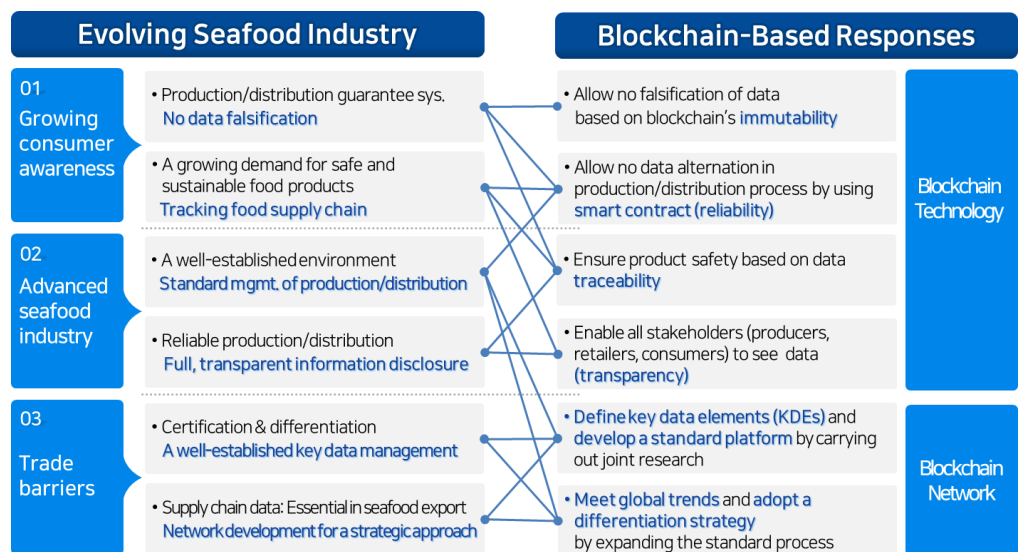 Evolving Seafood Industry
Blockchain-Based Responses
01
Growing
consumer
awareness
• Production/distribution guarantee sys.
No data falsification
• A growing demand for safe and
sustainable food products
Tracking food supply chain
02
Advanced
seafood
industry
• A well-established environment
Standard mgmt. of production/distribution
• Reliable production/distribution
Full, transparent information disclosure
03
Trade
barriers
• Certification & differentiation
A well-established key data management
• Supply chain data: Essential in seafood export
Network development for a strategic approach
• Allow no falsification of data
based on blockchain's immutability
• Allow no data alternation in
production/distribution process by using
smart contract (reliability)
• Ensure product safety based on data
traceability
• Enable all stakeholders (producers,
retailers, consumers) to see data
(transparency)
• Define key data elements (KDEs) and
develop a standard platform by carrying
out joint research
• Meet global trends and adopt a
differentiation strategy
by expanding the standard process
Blockchain
Technology
Blockchain
Network